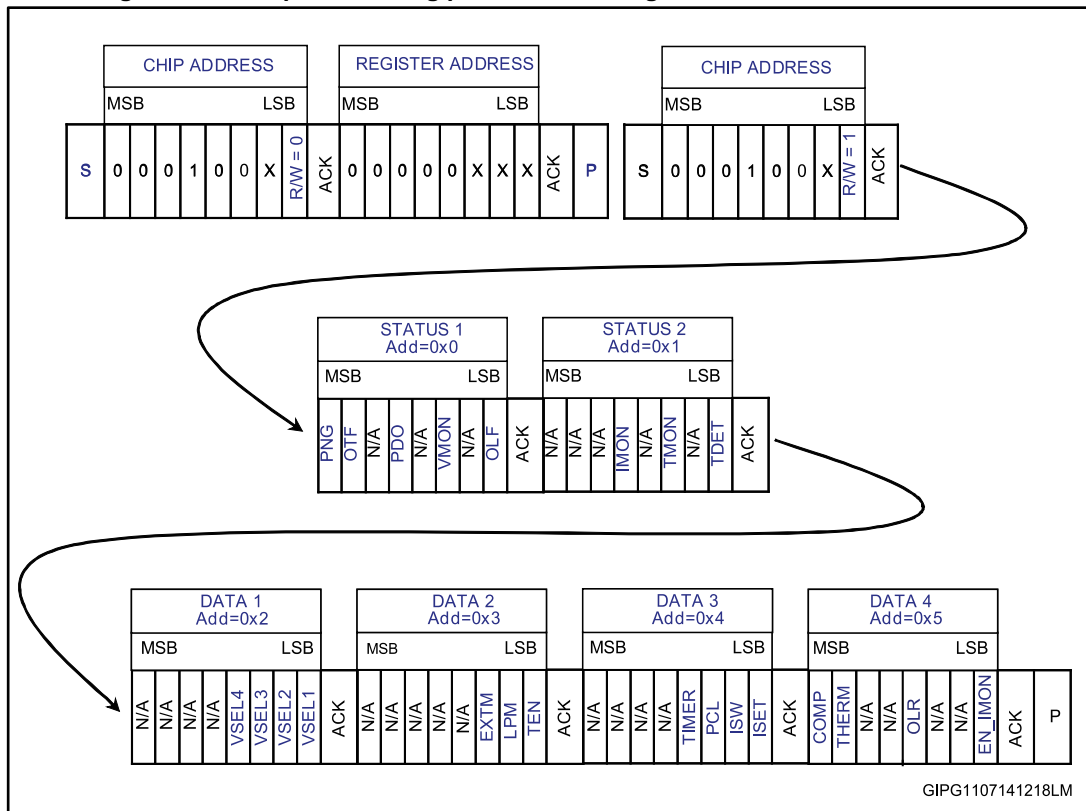 CHIP ADDRESS REGISTER ADDRESS CHIP ADDRESS
MSB LSB MSB LSB MSB LSB
S 0 0 0 1 0 0 X R/W = 0 ACK 0 0 0 0 0 X X X ACK P S 0 0 0 1 0 0 X R/W = 1 ACK
STATUS 1 STATUS 2
Add=0x0 Add=0x1
MSB LSB MSB LSB
PNG OTF N/A PDO N/A VMON N/A OLF ACK N/A N/A N/A IMON N/A TMON N/A TDET ACK
DATA 1 DATA 2 DATA 3 DATA 4
Add=0x2 Add=0x3 Add=0x4 Add=0x5
MSB LSB MSB LSB MSB LSB MSB LSB
N/A N/A N/A N/A VSEL4 VSEL3 VSEL2 VSEL1 ACK N/A N/A N/A N/A N/A EXTM LPM TEN ACK N/A N/A N/A N/A TIMER PCL ISW ISET ACK COMP THERM N/A N/A OLR N/A N/A EN_IMON ACK P
GIPG1107141218LM